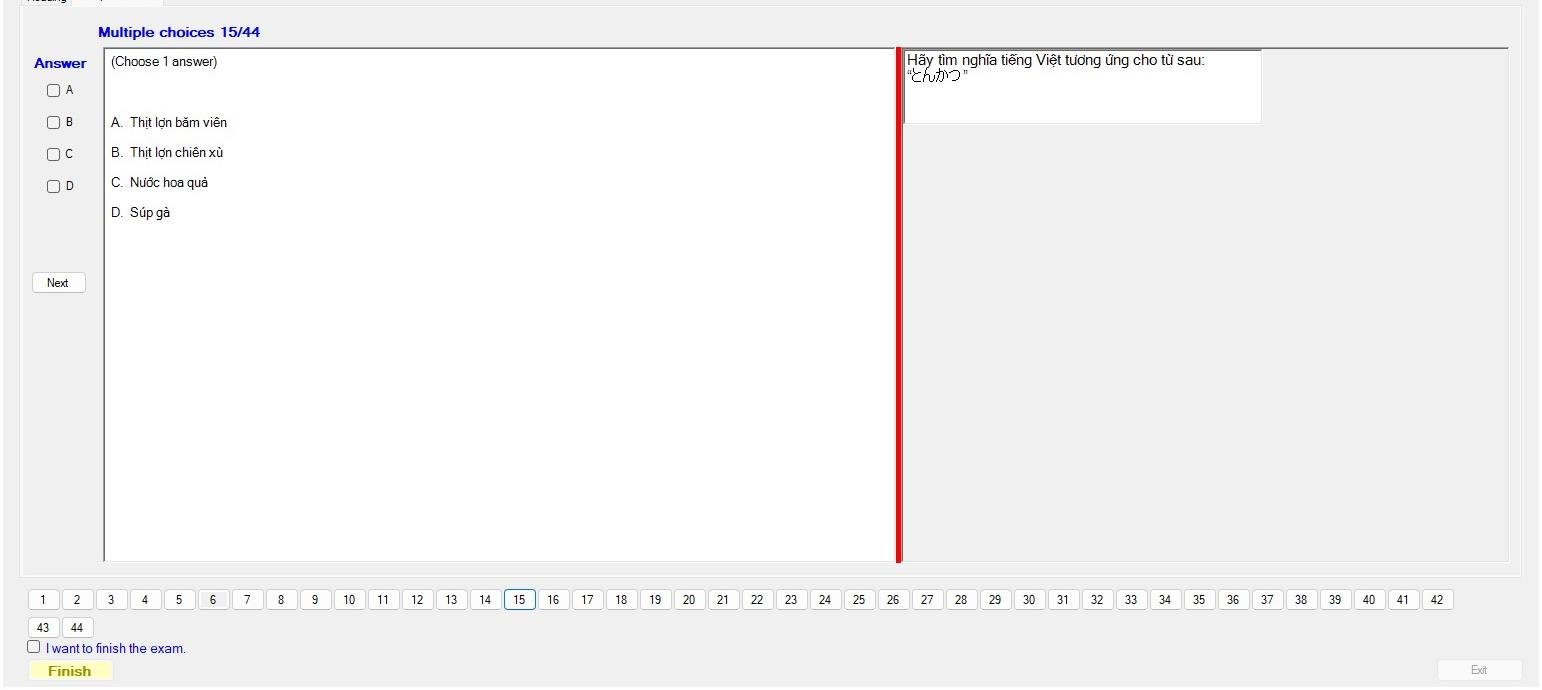 Multiple choices 15/44
Answer
(Choose 1 answer)
A
B
C
D
A. Thịt lợn băm viên
B. Thịt lợn chiên xù
C. Nước hoa quả
D. Súp gà
Next
Hãy tìm nghĩa tiếng Việt tương ứng cho từ sau:
“とんかつ”
1 2 3 4 5 6 7 8 9 10 11 12 13 14 15 16 17 18 19 20 21 22 23 24 25 26 27 28 29 30 31 32 33 34 35 36 37 38 39 40 41 42
43 44
I want to finish the exam.
Finish
Exit